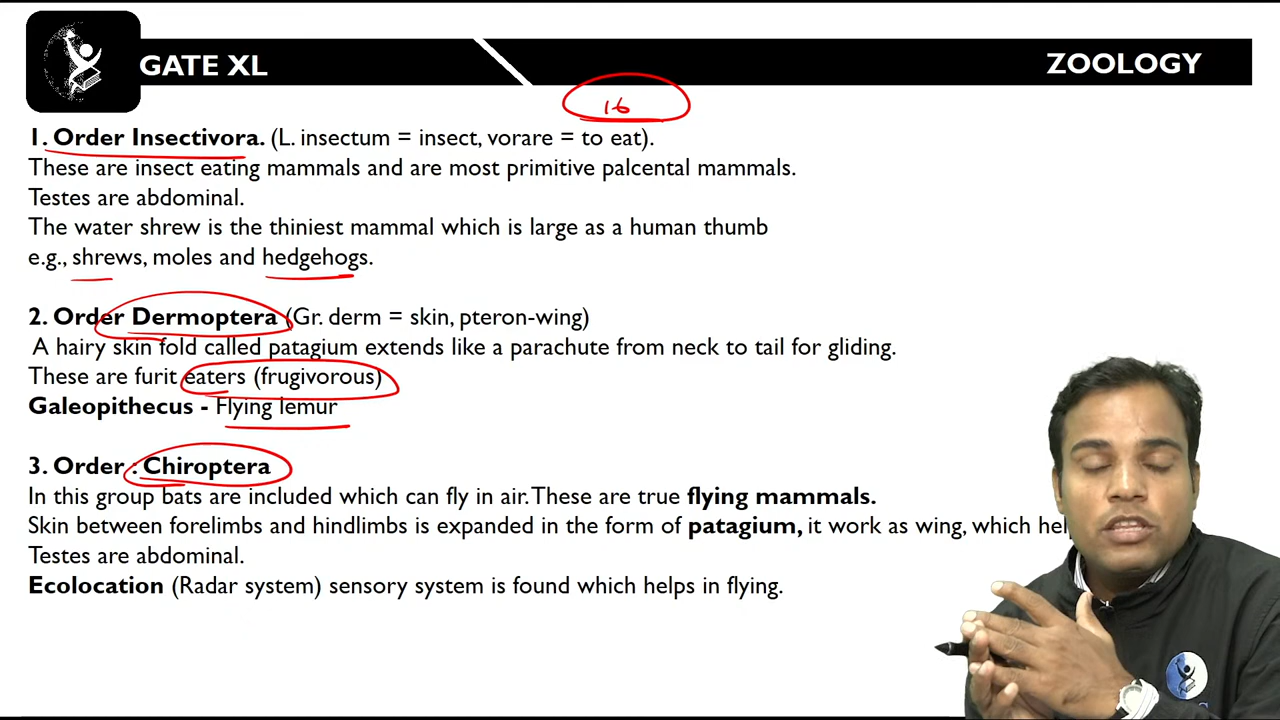 GATE XL
ZOOLOGY
16
1. Order Insectivora. (L. insectum = insect, vorare = to eat).
These are insect eating mammals and are most primitive palcental mammals.
Testes are abdominal.
The water shrew is the thiniest mammal which is large as a human thumb
e.g., shrews, moles and hedgehogs.
2. Order Dermoptera (Gr. derm = skin, pteron-wing)
A hairy skin fold called patagium extends like a parachute from neck to tail for gliding.
These are furit eaters (frugivorous)
Galeopithecus - Flying lemur
3. Order : Chiroptera
In this group bats are included which can fly in air. These are true flying mammals.
Skin between forelimbs and hindlimbs is expanded in the form of patagium, it work as wing, which
Testes are abdominal.
Ecolocation (Radar system) sensory system is found which helps in flying.